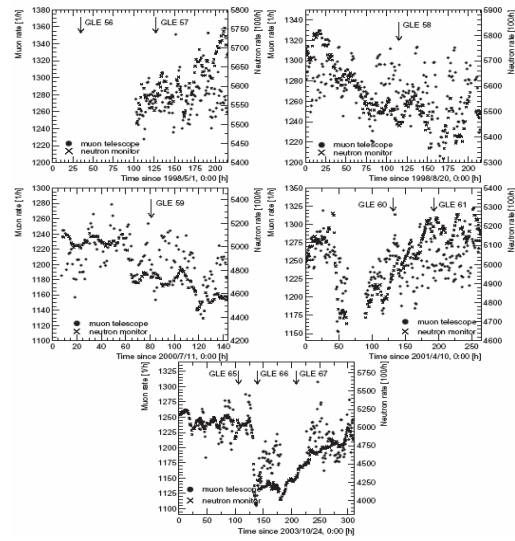 Muon rate [1/h]
1380
1360
1340
1320
1300
1280
1260
1240
1220
1200
GLE 56
GLE 57
muon telescope
neutron monitor
0 25 50 75 100 125 150 175 200
Time since 1998/5/1, 0:00 [h]
5800
5750
5700
5650
5600
5550
5500
5450
5400
Neutron rate [100/h]
Muon rate [1/h]
1340
1320
1300
1280
1260
1240
1220
1200
GLE 58
muon telescope
neutron monitor
0 25 50 75 100 125 150 175 200
Time since 1998/8/20, 0:00 [h]
5900
5800
5700
5600
5500
5400
5300
Neutron rate [100/h]
Muon rate [1/h]
1300
1280
1260
1240
1220
1200
1180
1160
1140
1120
1100
GLE 59
muon telescope
neutron monitor
0 20 40 60 80 100 120 140
Time since 2000/7/11, 0:00 [h]
5400
5200
5000
4800
4600
4400
4200
Neutron rate [100/h]
Muon rate [1/h]
1350
1325
1300
1275
1250
1225
1200
1175
1150
GLE 60
GLE 61
muon telescope
neutron monitor
0 50 100 150 200 250
Time since 2001/4/10, 0:00 [h]
5400
5300
5200
5100
5000
4900
4800
4700
4600
Neutron rate [100/h]
Muon rate [1/h]
1325
1300
1275
1250
1225
1200
1175
1150
1125
1100
GLE 65
GLE 66
GLE 67
muon telescope
neutron monitor
0 50 100 150 200 250 300
Time since 2003/10/24, 0:00 [h]
5750
5500
5250
5000
4750
4500
4250
4000
Neutron rate [100/h]